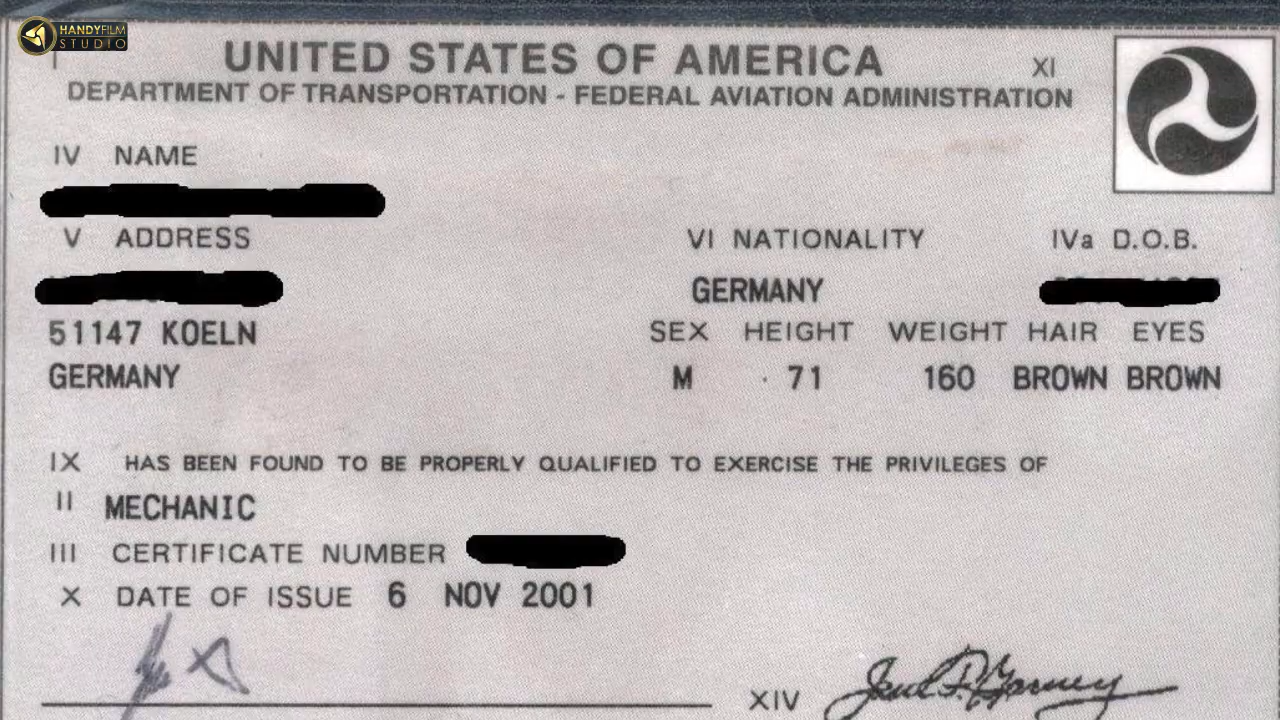 HANDYFILM
STUDIO
UNITED STATES OF AMERICA
XI
DEPARTMENT OF TRANSPORTATION - FEDERAL AVIATION ADMINISTRATION
IV NAME
V ADDRESS
VI NATIONALITY
IVa D.O.B.
GERMANY
51147 KOELN
SEX HEIGHT WEIGHT HAIR EYES
GERMANY
M 71 160 BROWN BROWN
IX HAS BEEN FOUND TO BE PROPERLY QUALIFIED TO EXERCISE THE PRIVILEGES OF
II MECHANIC
III CERTIFICATE NUMBER
X DATE OF ISSUE 6 NOV 2001
XIV